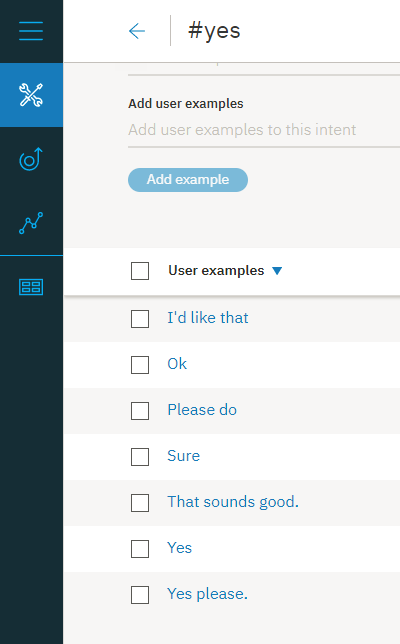 #yes
Add user examples
Add user examples to this intent
Add example
User examples
I'd like that
Ok
Please do
Sure
That sounds good.
Yes
Yes please.